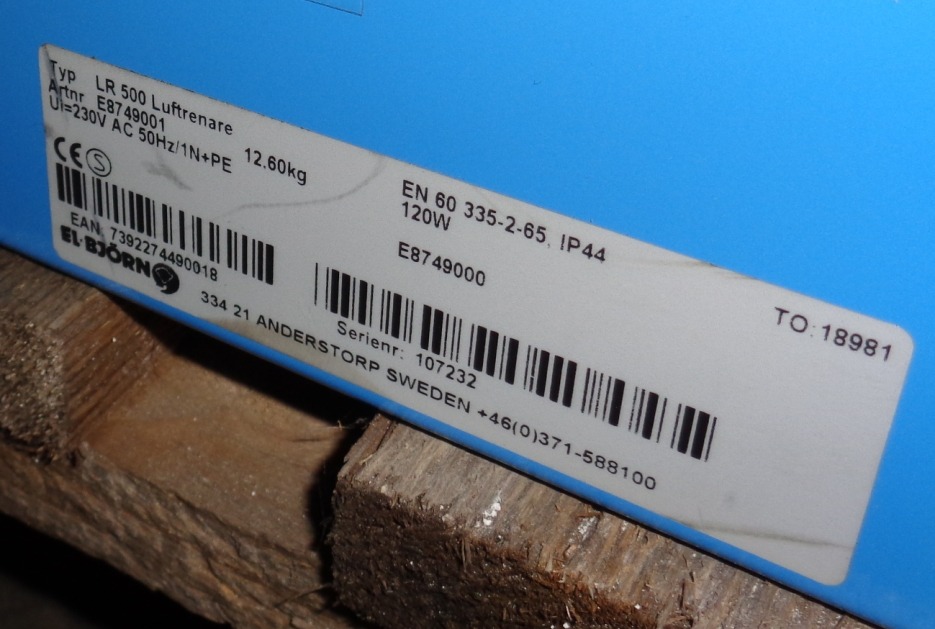 Typ LR 500 Luftrenare
Artnr E8749001
Ui=230V AC 50Hz/1N+PE 12.60kg
CE S
EN 60 335-2-65, IP44
120W
E8749000
TO:18981
EAN 7392274490018
EL·BJÖRN
Serienr: 107232
334 21 ANDERSTORP SWEDEN +46(0)371-588100